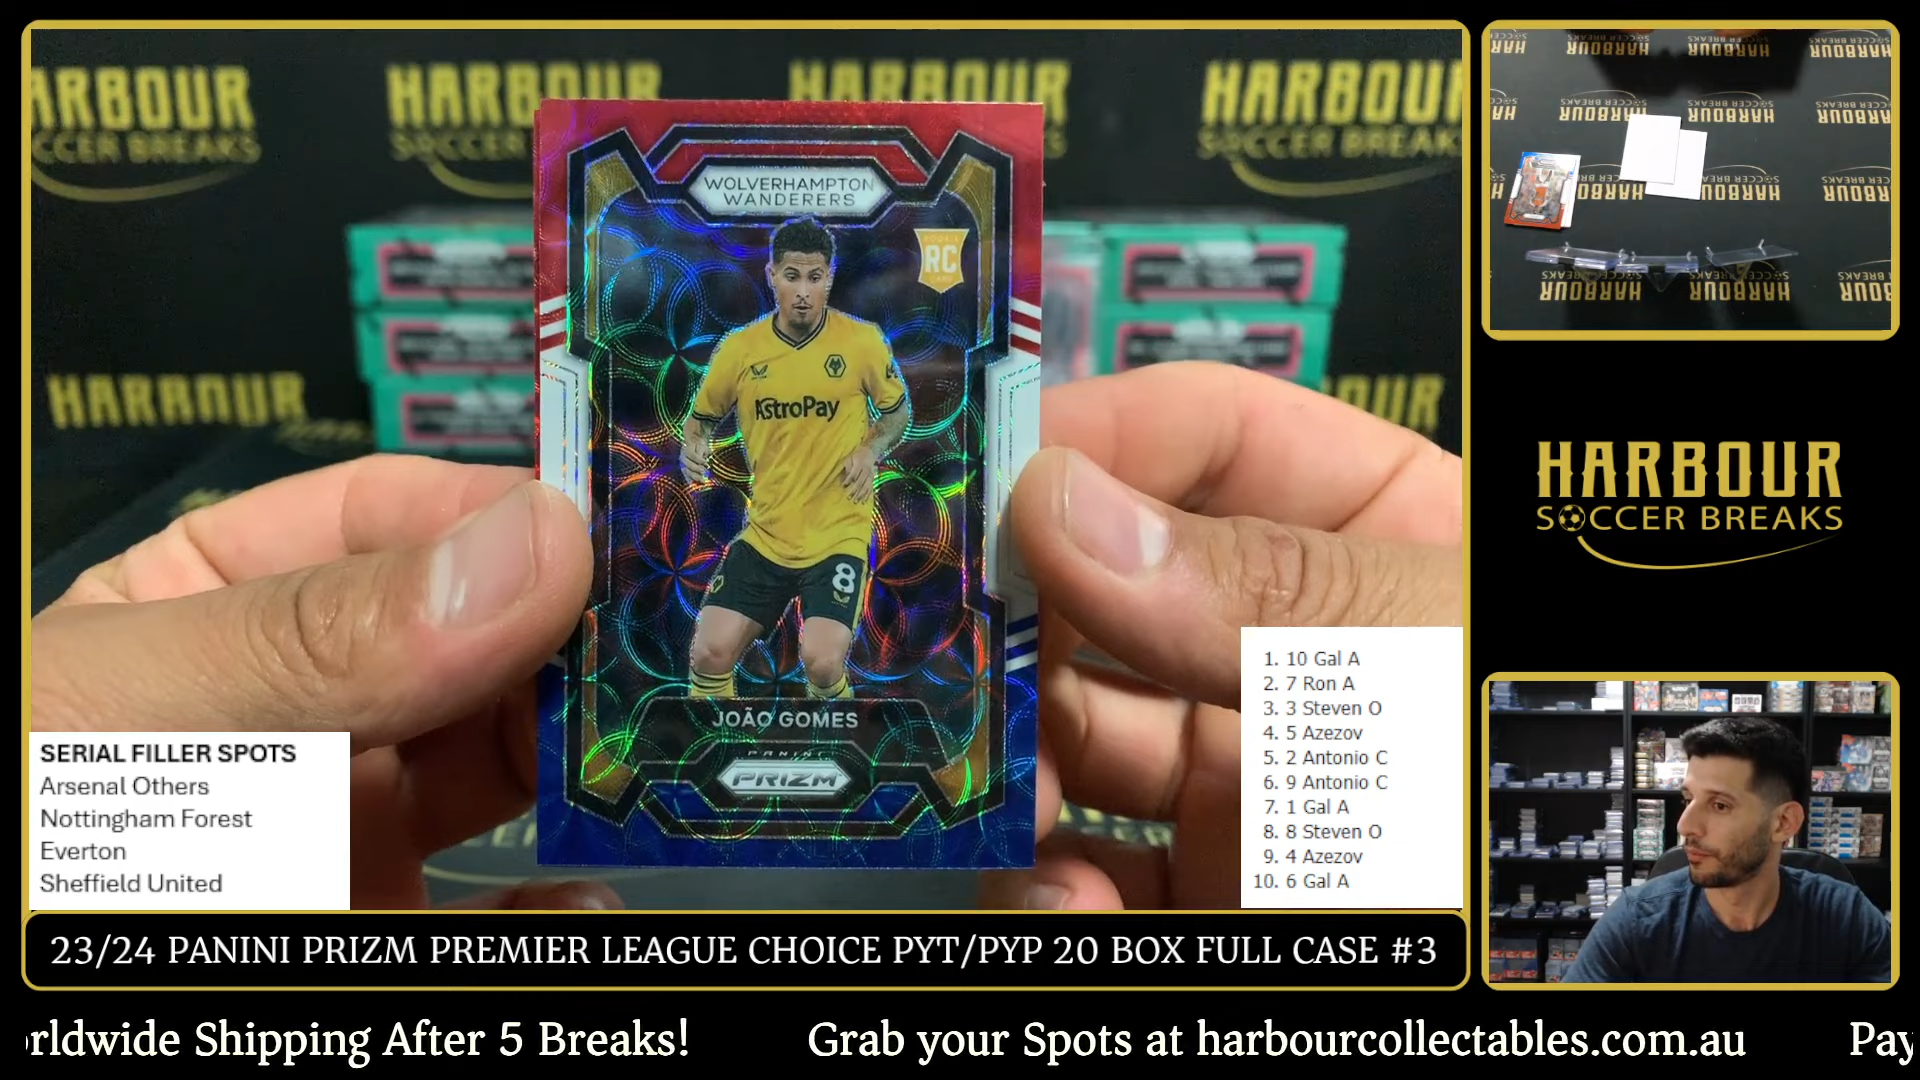 HARBOUR
SOCCER BREAKS
WOLVERHAMPTON
WANDERERS
ROOKIE
RC
CARD
AstroPay
8
JOÃO GOMES
PANINI
PRIZM
SERIAL FILLER SPOTS
Arsenal Others
Nottingham Forest
Everton
Sheffield United
1. 10 Gal A
2. 7 Ron A
3. 3 Steven O
4. 5 Azezov
5. 2 Antonio C
6. 9 Antonio C
7. 1 Gal A
8. 8 Steven O
9. 4 Azezov
10. 6 Gal A
HARBOUR
SOCCER BREAKS
23/24 PANINI PRIZM PREMIER LEAGUE CHOICE PYT/PYP 20 BOX FULL CASE #3
rldwide Shipping After 5 Breaks!
Grab your Spots at harbourcollectables.com.au
Pay